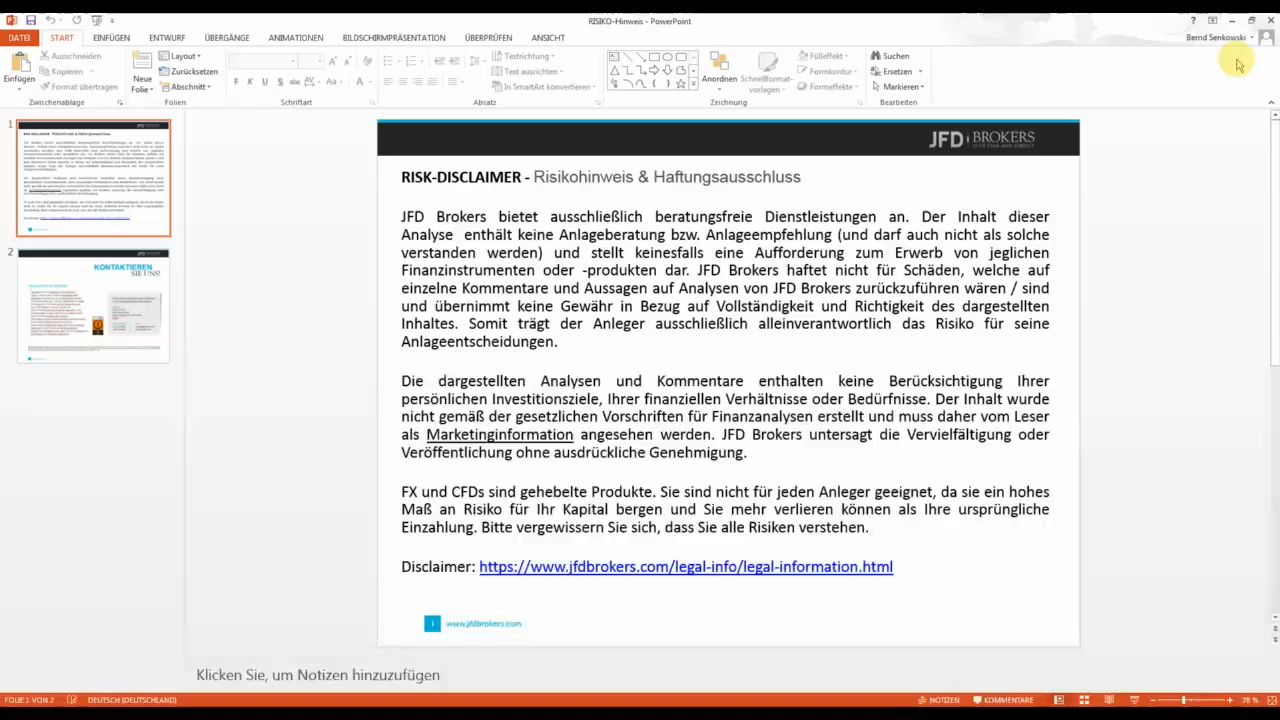 RISIKO-Hinweis - PowerPoint
DATEI START EINFÜGEN ENTWURF ÜBERGÄNGE ANIMATIONEN BILDSCHIRMPRÄSENTATION ÜBERPRÜFEN ANSICHT
Bernd Senkowski
Einfügen
Ausschneiden
Kopieren
Format übertragen
Zwischenablage
Neue
Folie
Layout
Zurücksetzen
Abschnitt
Folien
Schriftart
Textrichtung
Text ausrichten
In SmartArt konvertieren
Absatz
Anordnen
Schnellformat-
vorlagen
Fülleffekt
Formkontur
Formeffekte
Zeichnung
Suchen
Ersetzen
Markieren
Bearbeiten
1
2
KONTAKTIEREN
SIE UNS!
JFD BROKERS
JUST FAIR AND DIRECT
RISK-DISCLAIMER - Risikohinweis & Haftungsausschluss
JFD Brokers bietet ausschließlich beratungsfreie Dienstleistungen an. Der Inhalt dieser
Analyse enthält keine Anlageberatung bzw. Anlageempfehlung (und darf auch nicht als solche
verstanden werden) und stellt keinesfalls eine Aufforderung zum Erwerb von jeglichen
Finanzinstrumenten oder -produkten dar. JFD Brokers haftet nicht für Schäden, welche auf
einzelne Kommentare und Aussagen auf Analysen von JFD Brokers zurückzuführen wären / sind
und übernimmt keine Gewähr in Bezug auf Vollständigkeit und Richtigkeit des dargestellten
Inhaltes. Somit trägt der Anleger ausschließlich alleinverantwortlich das Risiko für seine
Anlageentscheidungen.
Die dargestellten Analysen und Kommentare enthalten keine Berücksichtigung Ihrer
persönlichen Investitionsziele, Ihrer finanziellen Verhältnisse oder Bedürfnisse. Der Inhalt wurde
nicht gemäß der gesetzlichen Vorschriften für Finanzanalysen erstellt und muss daher vom Leser
als Marketinginformation angesehen werden. JFD Brokers untersagt die Vervielfältigung oder
Veröffentlichung ohne ausdrückliche Genehmigung.
FX und CFDs sind gehebelte Produkte. Sie sind nicht für jeden Anleger geeignet, da sie ein hohes
Maß an Risiko für Ihr Kapital bergen und Sie mehr verlieren können als Ihre ursprüngliche
Einzahlung. Bitte vergewissern Sie sich, dass Sie alle Risiken verstehen.
Disclaimer: https://www.jfdbrokers.com/legal-info/legal-information.html
www.jfdbrokers.com
Klicken Sie, um Notizen hinzuzufügen
FOLIE 1 VON 2 DEUTSCH (DEUTSCHLAND) NOTIZEN KOMMENTARE 78 %